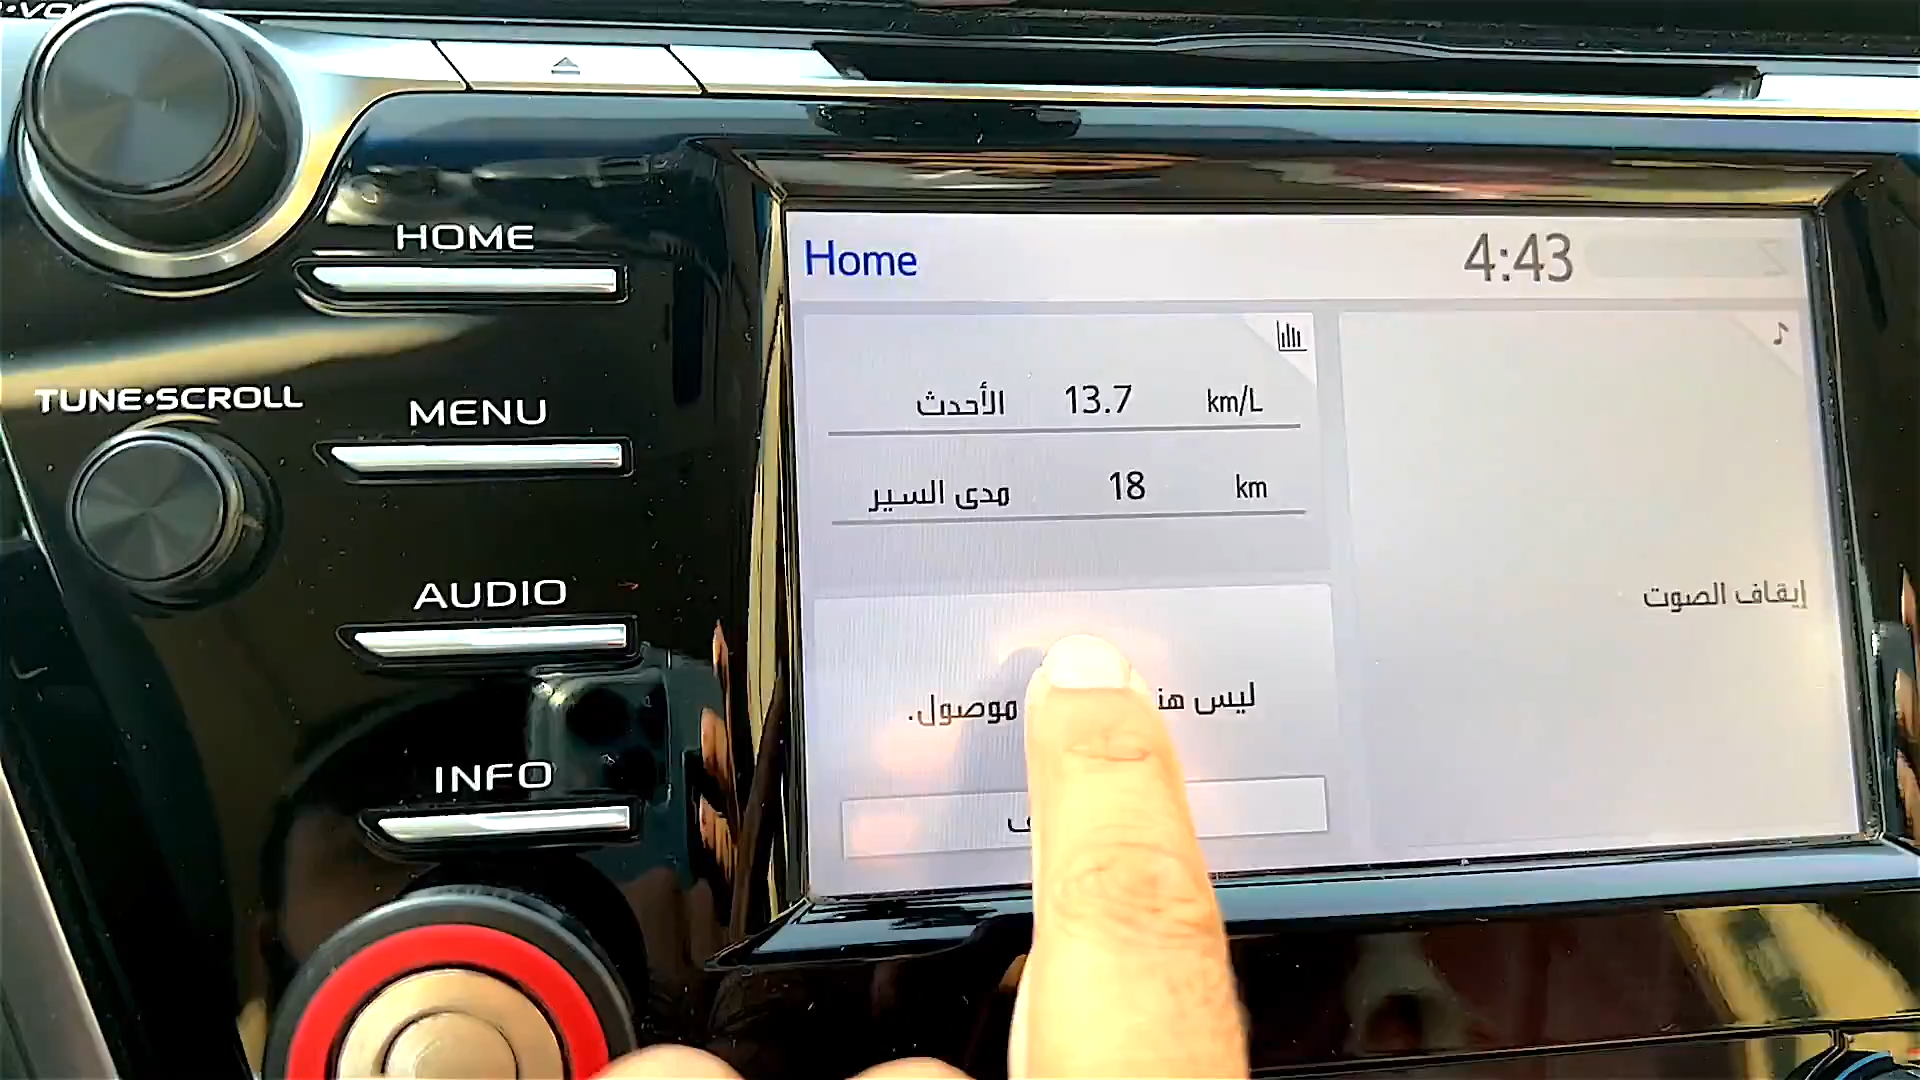 HOME
TUNE•SCROLL
MENU
AUDIO
INFO
Home
4:43
الأحدث 13.7 km/L
مدى السير 18 km
إيقاف الصوت
ليس موصول.